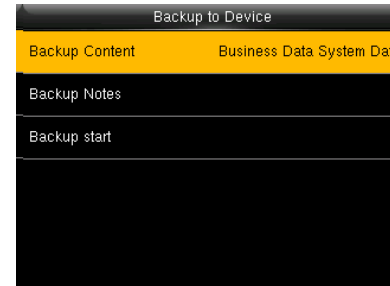 Backup to Device
Backup Content Business Data System Dat
Backup Notes
Backup start